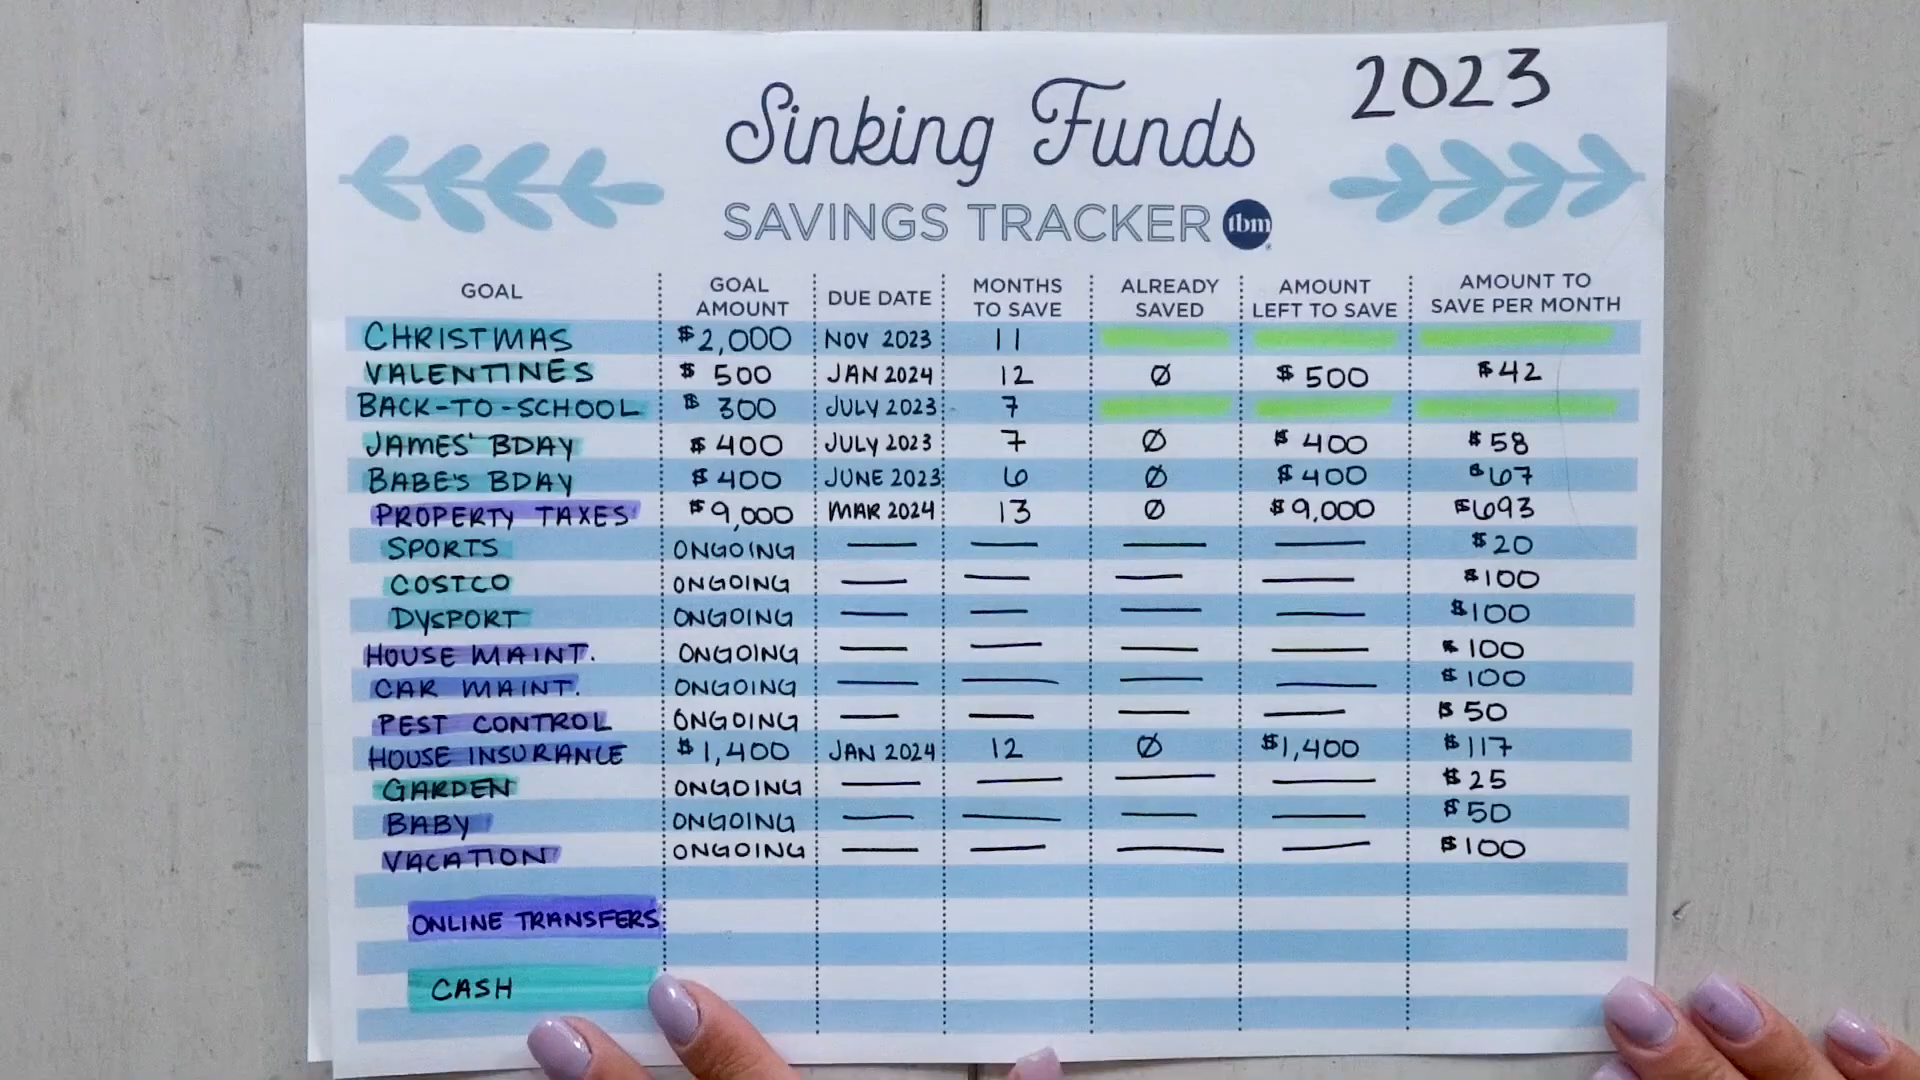 2023
Sinking Funds
SAVINGS TRACKER tbm
GOAL GOAL AMOUNT DUE DATE MONTHS TO SAVE ALREADY SAVED AMOUNT LEFT TO SAVE AMOUNT TO SAVE PER MONTH
CHRISTMAS $2,000 NOV 2023 11
VALENTINES $500 JAN 2024 12 Ø $500 $42
BACK-TO-SCHOOL $300 JULY 2023 7
JAMES' BDAY $400 JULY 2023 7 Ø $400 $58
BABE'S BDAY $400 JUNE 2023 6 Ø $400 $67
PROPERTY TAXES $9,000 MAR 2024 13 Ø $9,000 $693
SPORTS ONGOING — — — — $20
COSTCO ONGOING — — — — $100
DYSPORT ONGOING — — — — $100
HOUSE MAINT. ONGOING — — — — $100
CAR MAINT. ONGOING — — — — $100
PEST CONTROL ONGOING — — — — $50
HOUSE INSURANCE $1,400 JAN 2024 12 Ø $1,400 $117
GARDEN ONGOING — — — — $25
BABY ONGOING — — — — $50
VACATION ONGOING — — — — $100
ONLINE TRANSFERS
CASH